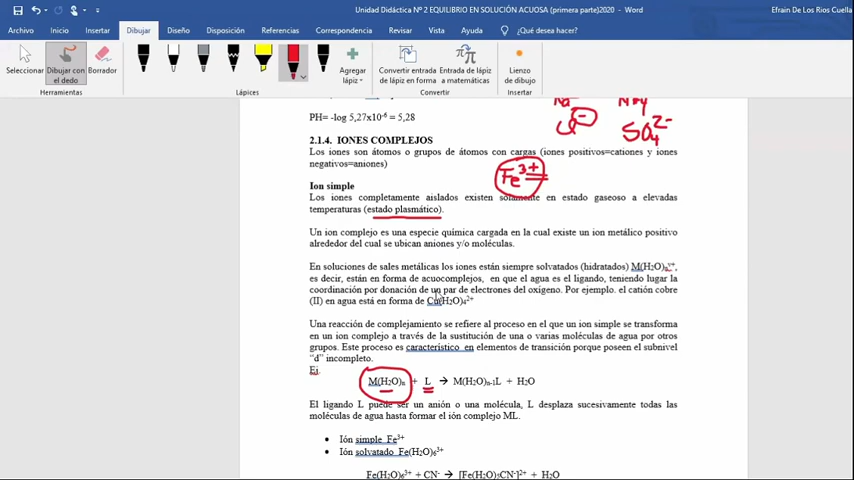 Unidad Didáctica Nº 2 EQUILIBRIO EN SOLUCIÓN ACUOSA (primera parte)2020 - Word
Efrain De Los Rios Cuella
Archivo Inicio Insertar Dibujar Diseño Disposición Referencias Correspondencia Revisar Vista Ayuda ¿Qué desea hacer?
Seleccionar Dibujar con el dedo Borrador
Agregar lápiz
Convertir entrada de lápiz en forma
Entrada de lápiz a matemáticas
Lienzo de dibujo
Herramientas Lápices Convertir Insertar
PH= -log 5,27x10⁻⁶ = 5,28
SO₄²⁻
2.1.4. IONES COMPLEJOS
Los iones son átomos o grupos de átomos con cargas (iones positivos=cationes y iones
negativos=aniones)
Fe³⁺
Ion simple
Los iones completamente aislados existen solamente en estado gaseoso a elevadas
temperaturas (estado plasmático).
Un ion complejo es una especie química cargada en la cual existe un ion metálico positivo
alrededor del cual se ubican aniones y/o moléculas.
En soluciones de sales metálicas los iones están siempre solvatados (hidratados) M(H₂O)ₙʸ⁺,
es decir, están en forma de acuocomplejos, en que el agua es el ligando, teniendo lugar la
coordinación por donación de un par de electrones del oxígeno. Por ejemplo. el catión cobre
(II) en agua está en forma de Cu(H₂O)₄²⁺
Una reacción de complejamiento se refiere al proceso en el que un ion simple se transforma
en un ion complejo a través de la sustitución de una o varias moléculas de agua por otros
grupos. Este proceso es característico en elementos de transición porque poseen el subnivel
"d" incompleto.
Ej.
M(H₂O)ₙ + L → M(H₂O)ₙ₋₁L + H₂O
El ligando L puede ser un anión o una molécula, L desplaza sucesivamente todas las
moléculas de agua hasta formar el ión complejo ML.
• Ión simple Fe³⁺
• Ión solvatado Fe(H₂O)₆³⁺
Fe(H₂O)₆³⁺ + CN⁻ → [Fe(H₂O)₅CN⁻]²⁺ + H₂O